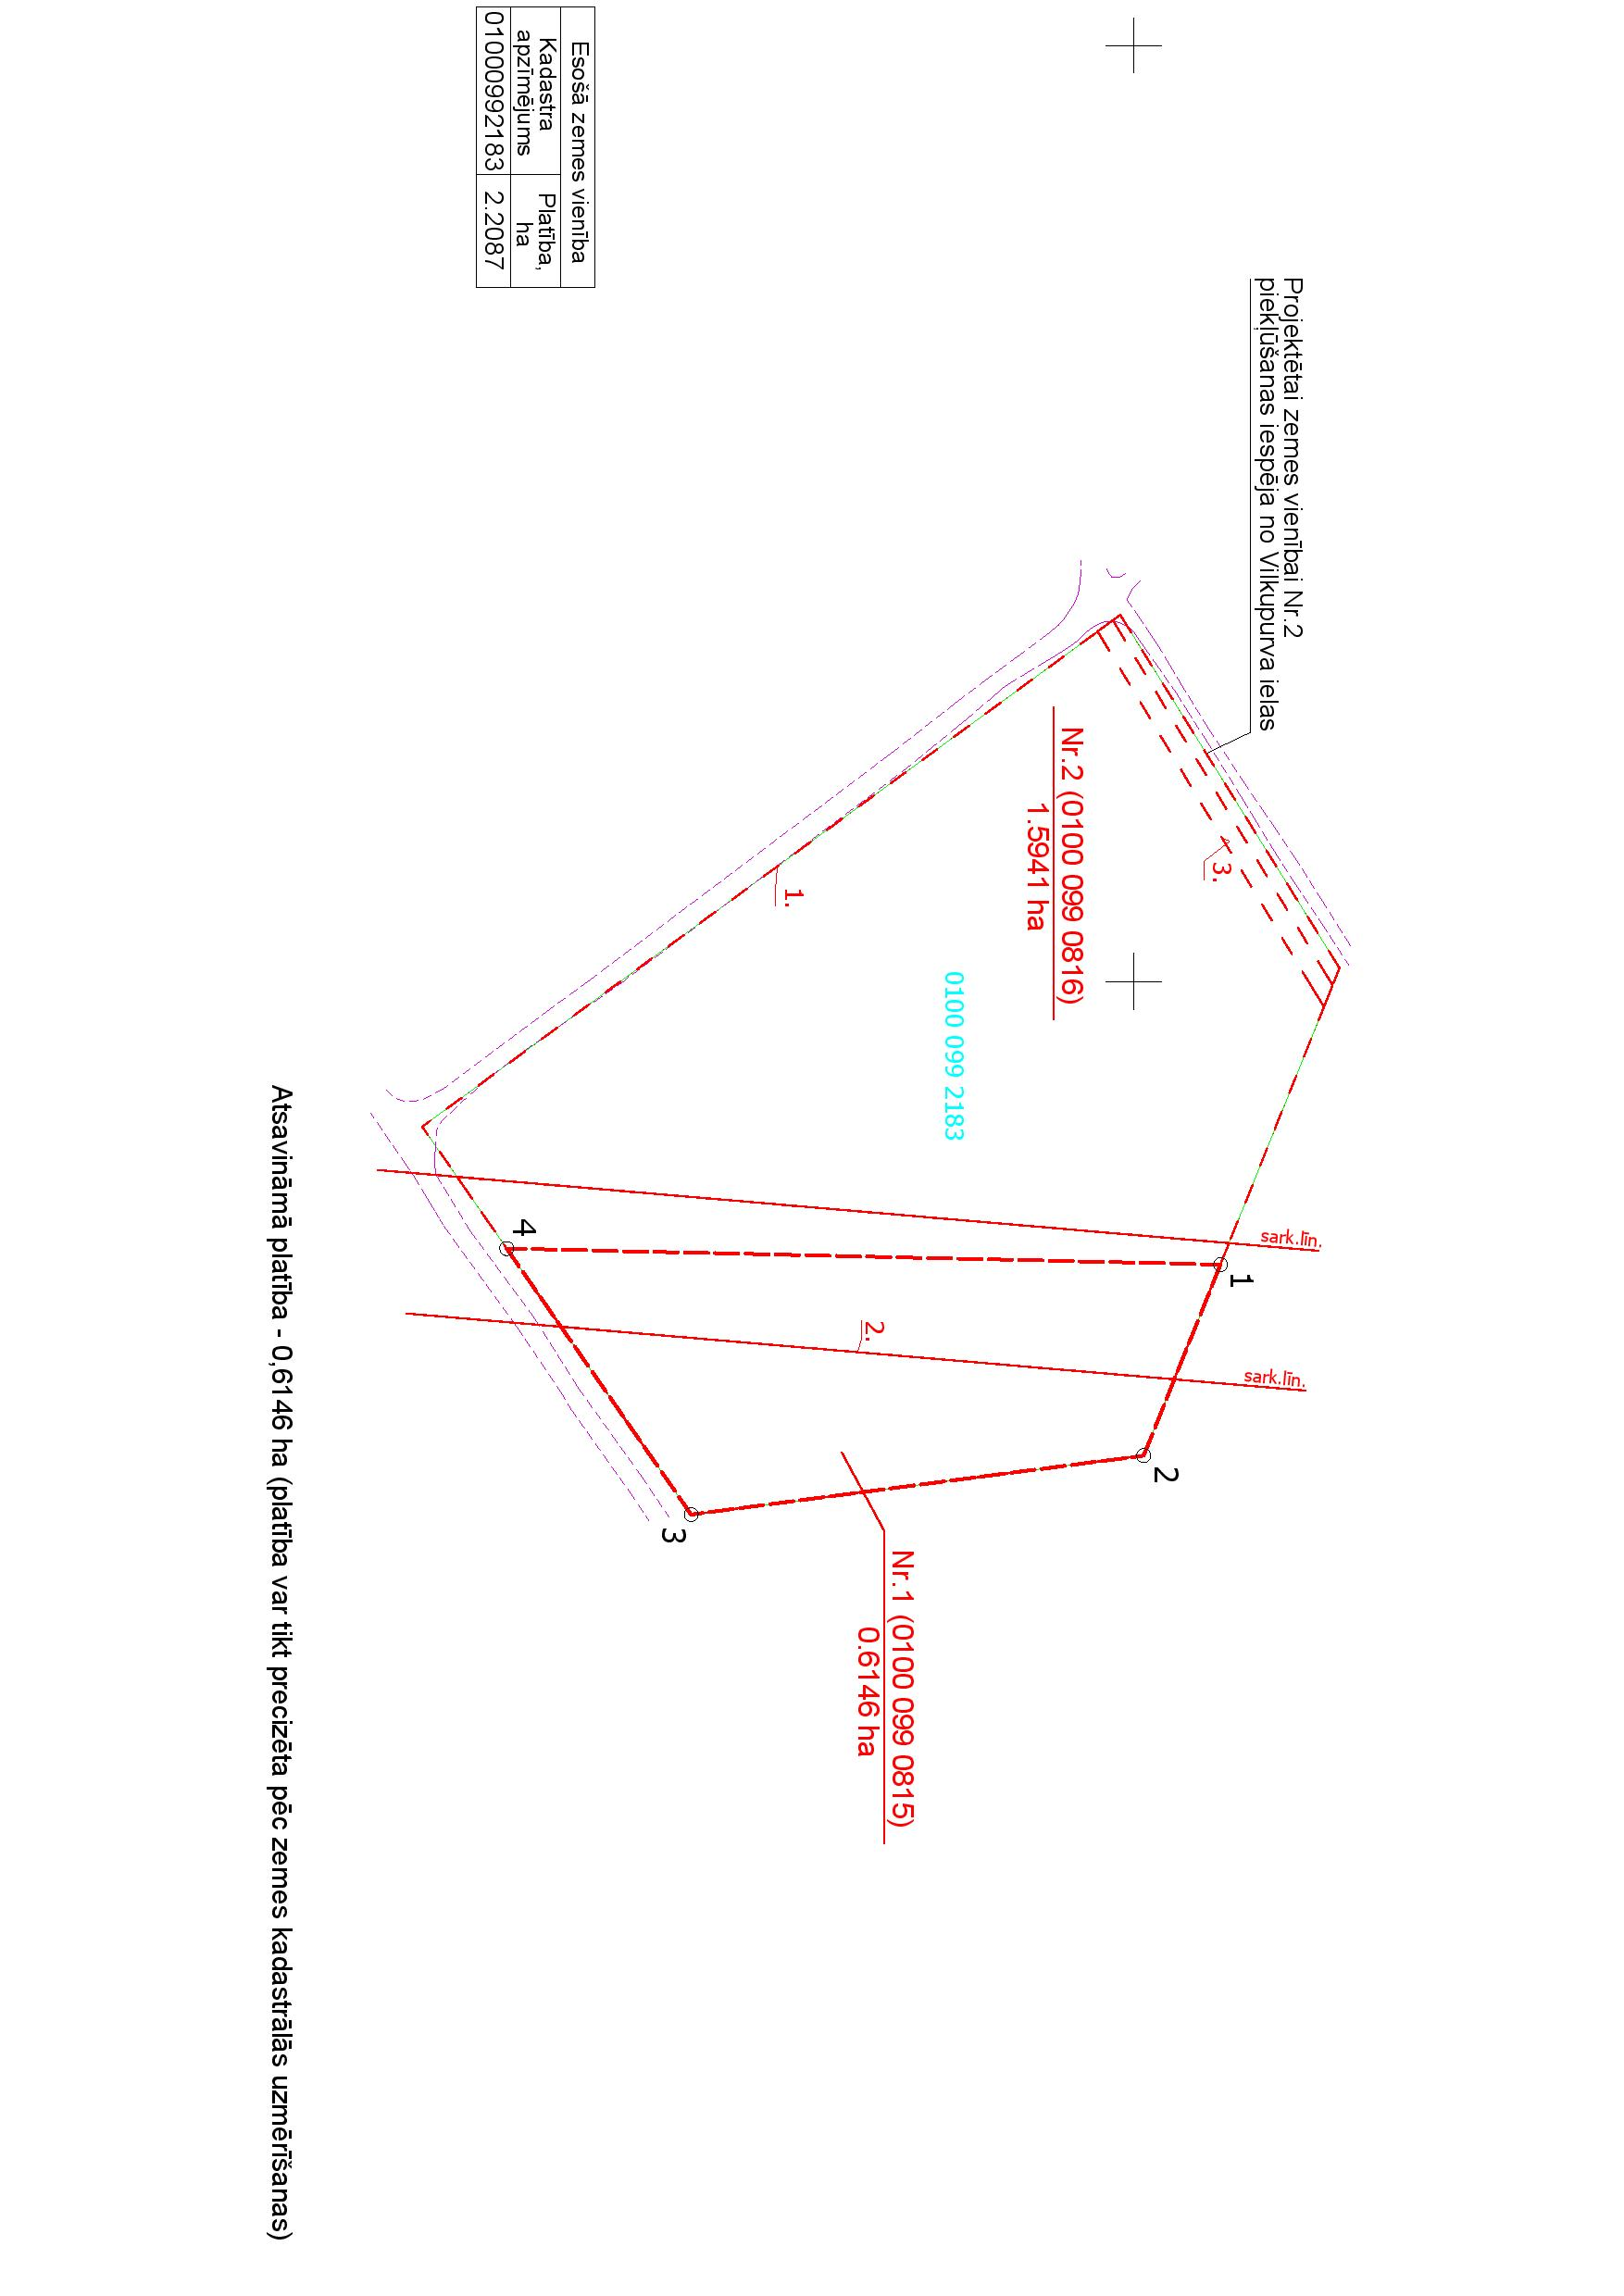 Projektētai zemes vienībai Nr.2
piekļūšanas iespēja no Vilkupurva ielas
sark.līn.
sark.līn.
1
2
3.
Nr.2 (0100 099 0816)
1.5941 ha
0100 099 2183
Nr.1 (0100 099 0815)
0.6146 ha
2.
1.
3
4
Esošā zemes vienība
Kadastra
apzīmējums
Platība,
ha
01000992183
2.2087
Atsavināmā platība - 0,6146 ha (platība var tikt precizēta pēc zemes kadastrālās uzmērīšanas)